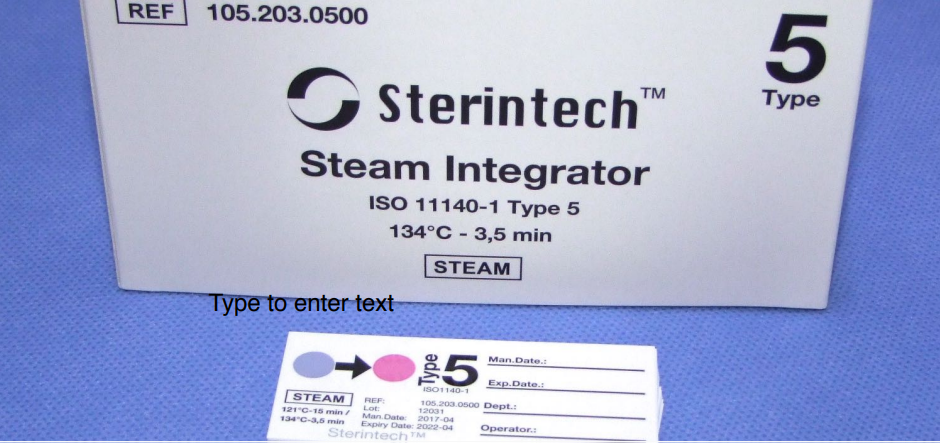 REF 105.203.0500
5
Type
Sterintech™
Steam Integrator
ISO 11140-1 Type 5
134°C - 3,5 min
STEAM
Type to enter text
Type 5
ISO1140-1
STEAM
121°C-15 min /
134°C-3,5 min
REF: 105.203.0500
Lot: 12031
Man.Date: 2017-04
Expiry Date: 2022-04
Sterintech™
Man.Date.:
Exp.Date.:
Dept.:
Operator.: